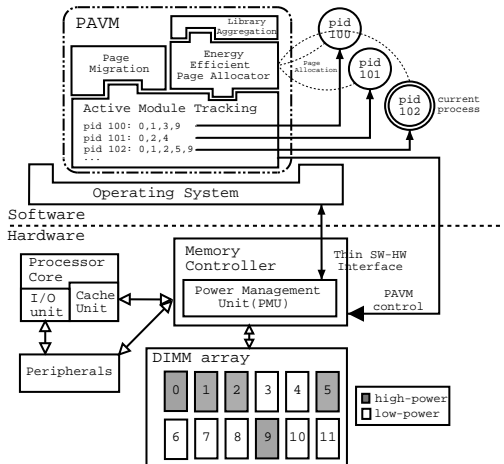 PAVM
Library
Aggregation
Page
Migration
Energy
Efficient
Page Allocator
Page
Allocation
pid
100
pid
101
pid
102
current
process
Active Module Tracking
pid 100: 0,1,3,9
pid 101: 0,2,4
pid 102: 0,1,2,5,9
...
Operating System
Software
Hardware
Processor
Core
I/O
unit
Cache
Unit
Peripherals
Memory
Controller
Power Management
Unit(PMU)
Thin SW-HW
Interface
PAVM
control
DIMM array
0 1 2 3 4 5
6 7 8 9 10 11
high-power
low-power